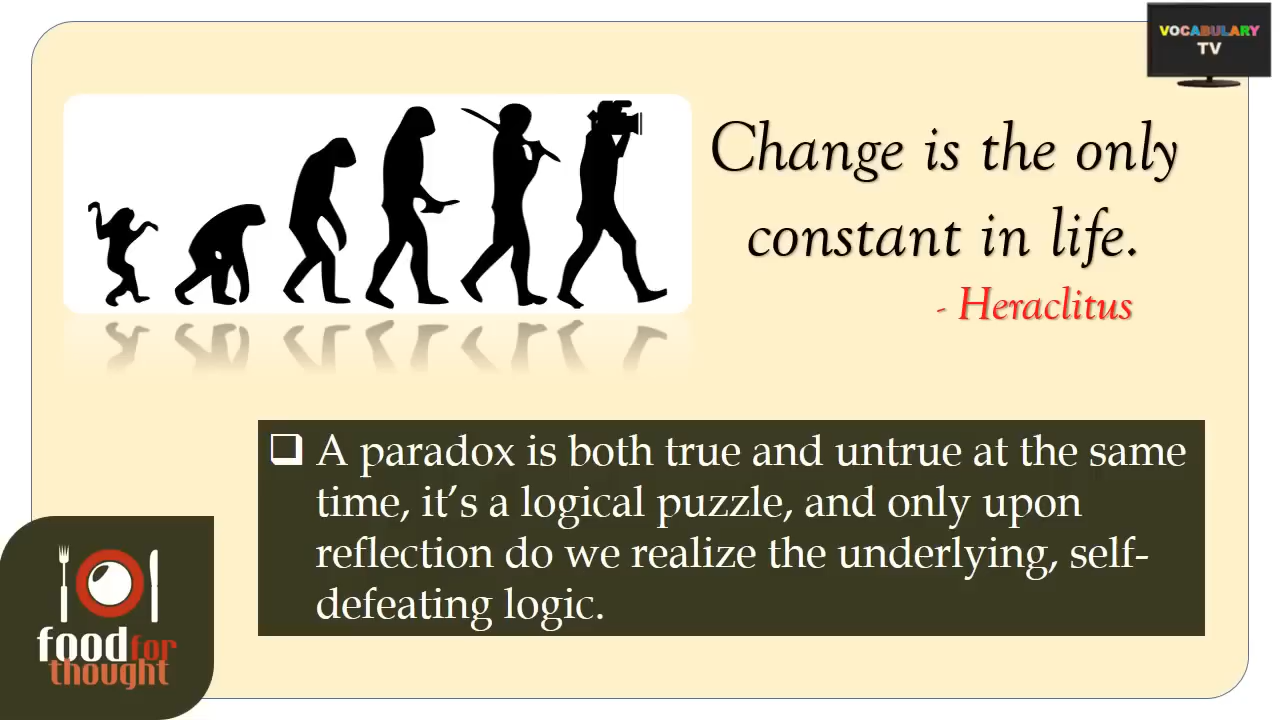 VOCABULARY
TV
Change is the only
constant in life.
- Heraclitus
❑ A paradox is both true and untrue at the same
time, it’s a logical puzzle, and only upon
reflection do we realize the underlying, self-
defeating logic.
food for
thought